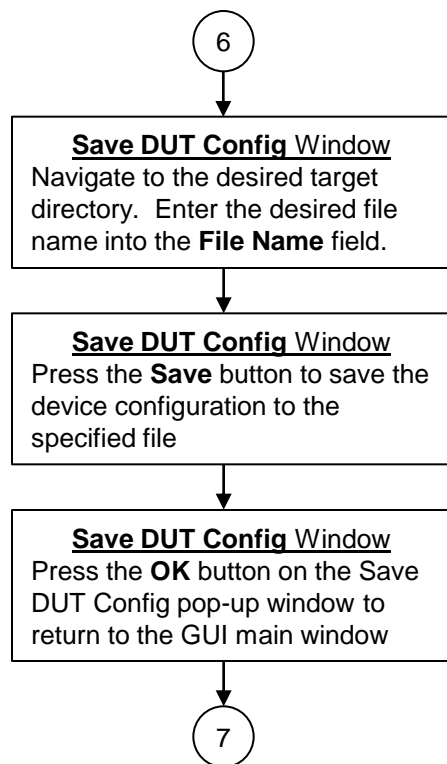 6
Save DUT Config Window
Navigate to the desired target
directory.  Enter the desired file
name into the File Name field.
Save DUT Config Window
Press the Save button to save the
device configuration to the
specified file
Save DUT Config Window
Press the OK button on the Save
DUT Config pop-up window to
return to the GUI main window
7